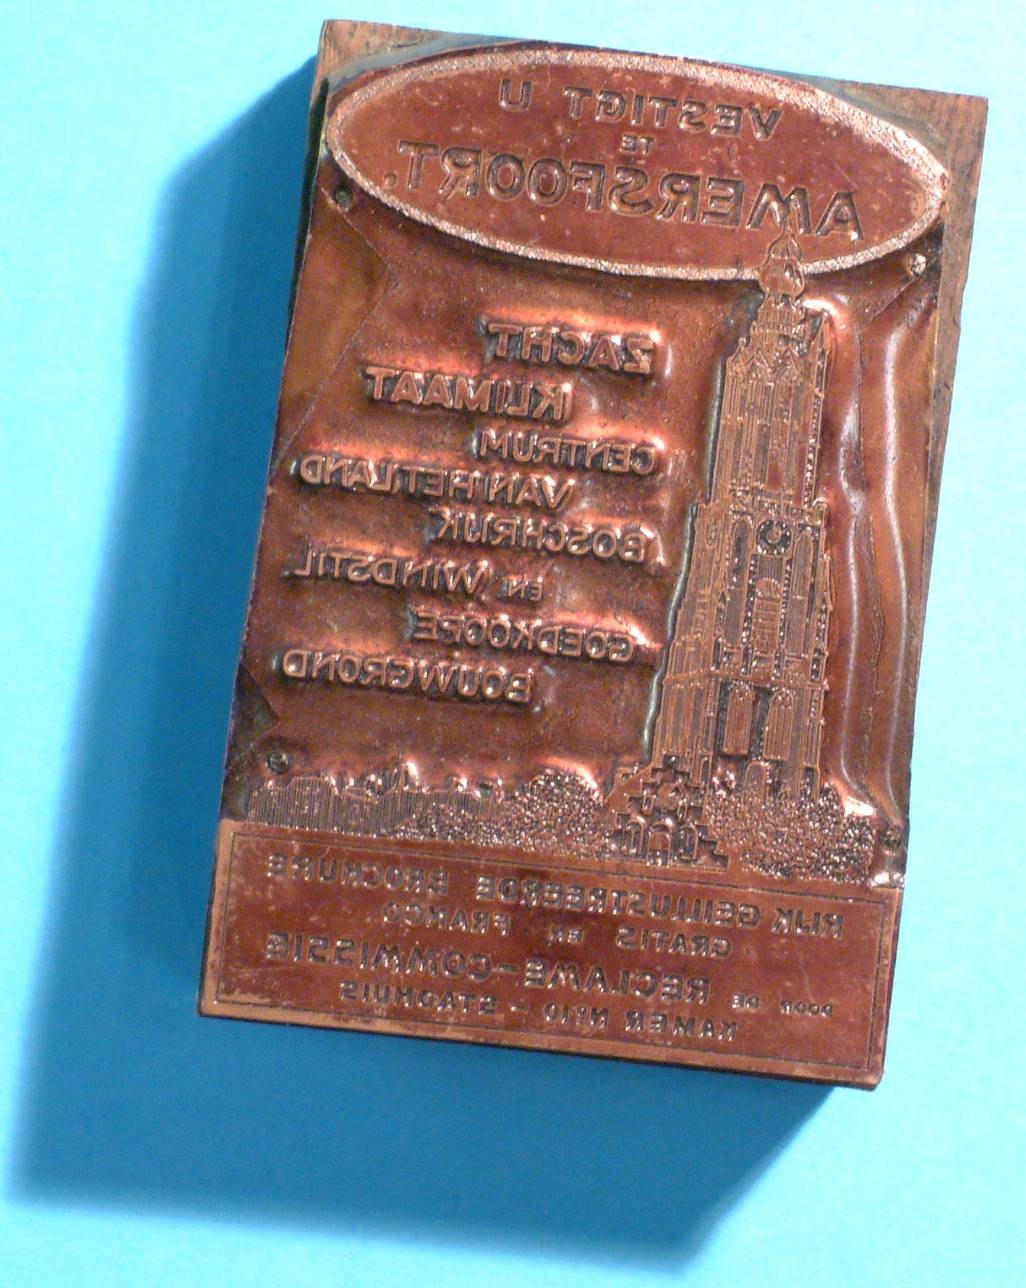 VESTIGT U
TE
AMERSFOORT.
ZACHT
KLIMAAT
CENTRUM
VAN HET LAND
BOSCHRIJK
EN WINDSTIL
GOEDKOOPE
BOUWGROND
RIJK GEILLUSTREERDE BROCHURE
GRATIS EN FRANCO
DOOR DE RECLAME-COMMISSIE
KAMER Nº10 - STADHUIS